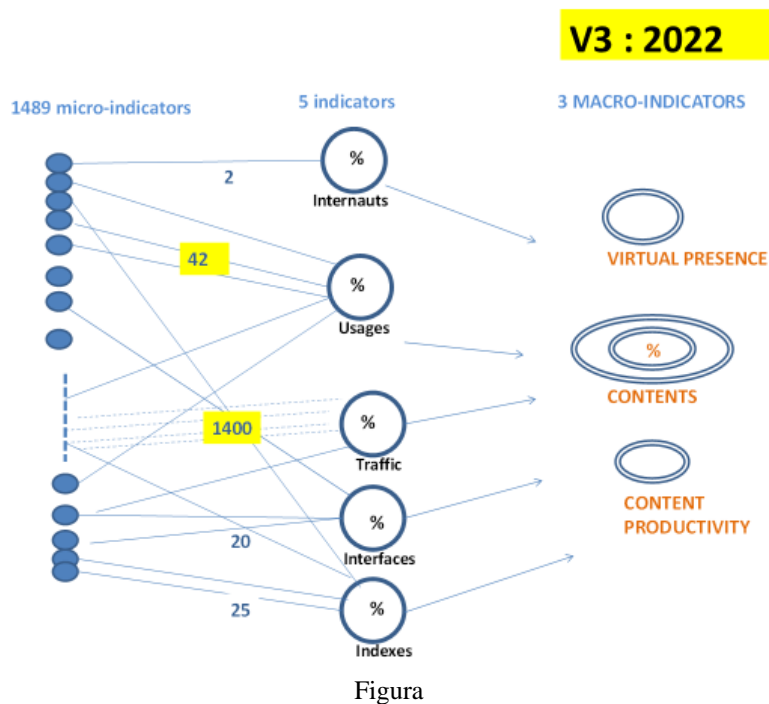 V3 : 2022
1489 micro-indicators
5 indicators
3 MACRO-INDICATORS
%
2
Internauts
VIRTUAL PRESENCE
42
%
Usages
%
CONTENTS
1400
%
Traffic
CONTENT
PRODUCTIVITY
%
20
Interfaces
%
25
Indexes
Figura